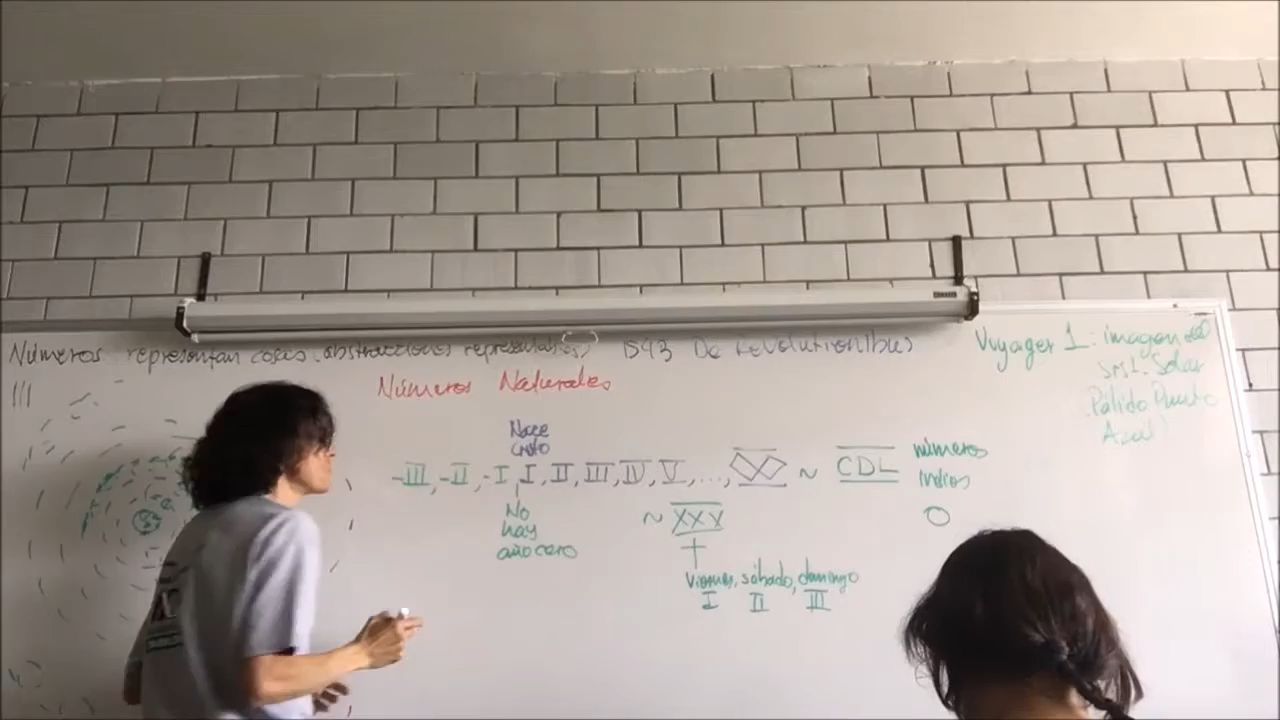 Números representan cosas abstracciones representables 1543 De Revolutionibus
|||
Números Naturales
Nace
cristo
-III, -II, -I, I, II, III, IV, V, ..., XX ~ CDL
No
hay
año cero
~ XXX
+
viernes, sábado, domingo
I II III
números
indios
O
Voyager 1: imagen del
Sist. Solar
Pálido Punto
Azul